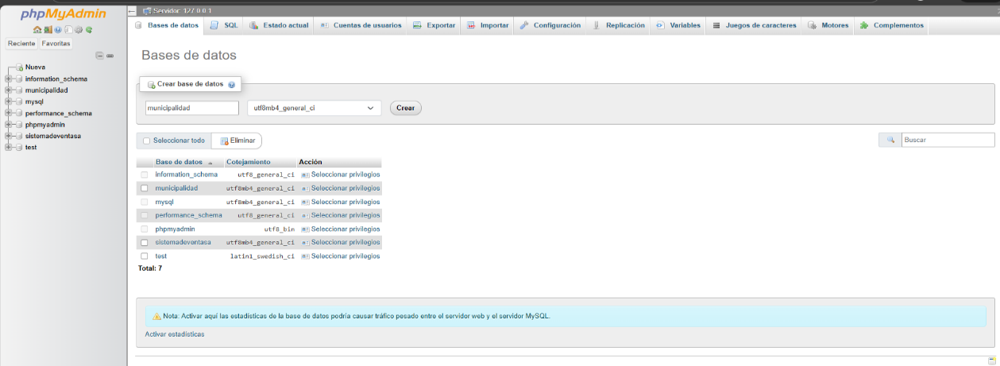 phpMyAdmin
Reciente Favoritas
Nueva
information_schema
municipalidad
mysql
performance_schema
phpmyadmin
sistemadeventasa
test
Servidor: 127.0.0.1
Bases de datos SQL Estado actual Cuentas de usuarios Exportar Importar Configuración Replicación Variables Juegos de caracteres Motores Complementos
Bases de datos
Crear base de datos
municipalidad utf8mb4_general_ci Crear
Seleccionar todo Eliminar Buscar
Base de datos Cotejamiento Acción
information_schema utf8_general_ci Seleccionar privilegios
municipalidad utf8mb4_general_ci Seleccionar privilegios
mysql utf8mb4_general_ci Seleccionar privilegios
performance_schema utf8_general_ci Seleccionar privilegios
phpmyadmin utf8_bin Seleccionar privilegios
sistemadeventasa utf8mb4_general_ci Seleccionar privilegios
test latin1_swedish_ci Seleccionar privilegios
Total: 7
Nota: Activar aquí las estadísticas de la base de datos podría causar tráfico pesado entre el servidor web y el servidor MySQL.
Activar estadísticas